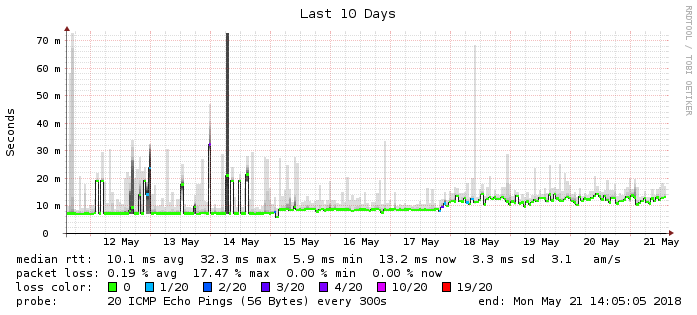 Last 10 Days
RRDTOOL / TOBI OETIKER
Seconds
70 m
60 m
50 m
40 m
30 m
20 m
10 m
0
12 May 13 May 14 May 15 May 16 May 17 May 18 May 19 May 20 May 21 May
median rtt: 10.1 ms avg 32.3 ms max 5.9 ms min 13.2 ms now 3.3 ms sd 3.1 am/s
packet loss: 0.19 % avg 17.47 % max 0.00 % min 0.00 % now
loss color: 0 1/20 2/20 3/20 4/20 10/20 19/20
probe: 20 ICMP Echo Pings (56 Bytes) every 300s end: Mon May 21 14:05:05 2018